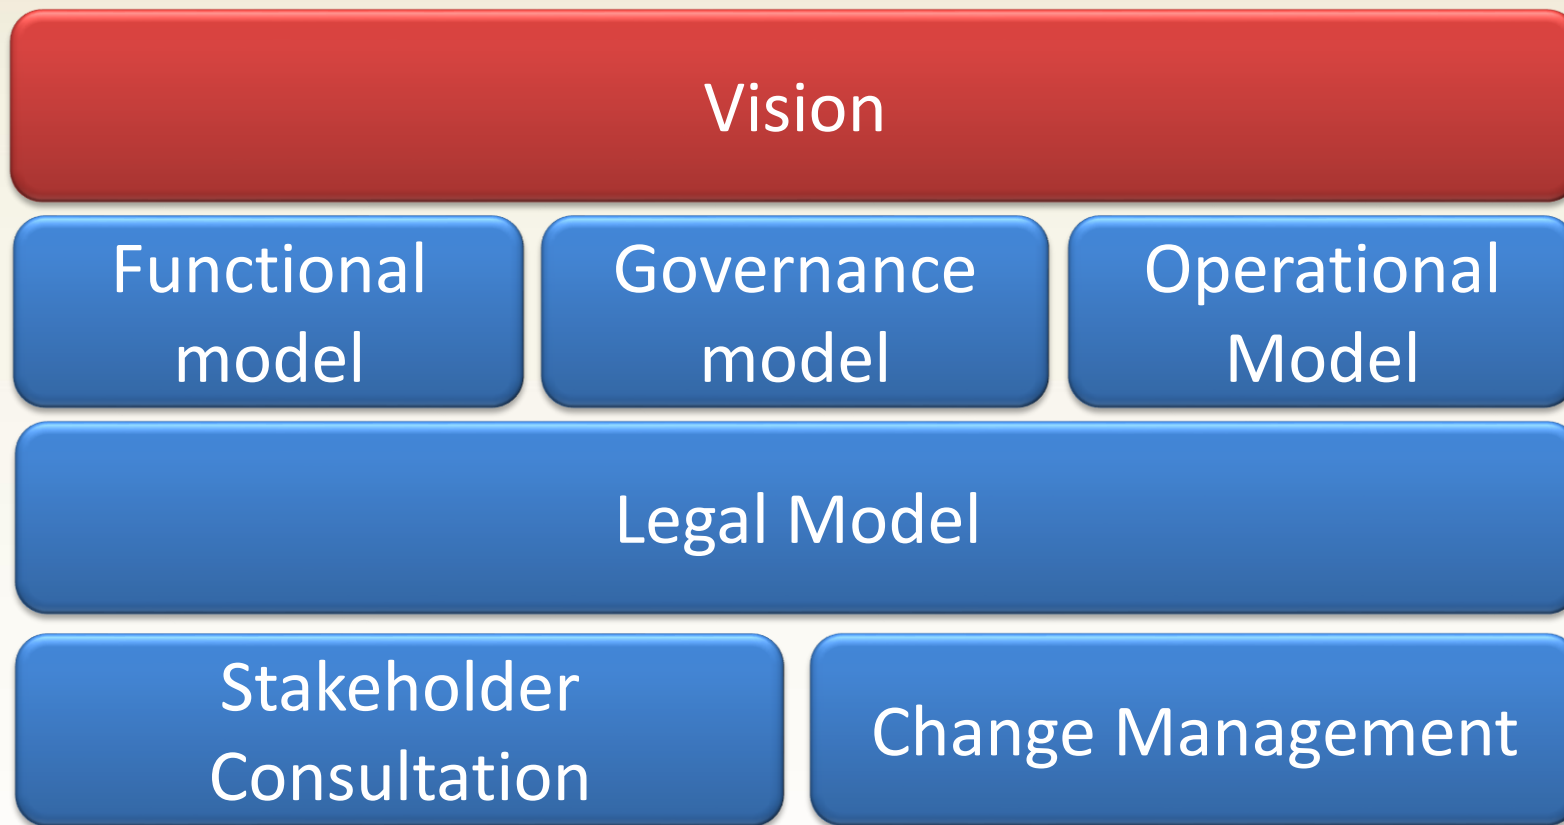 Vision
Functional
model
Governance
model
Operational
Model
Legal Model
Stakeholder
Consultation
Change Management